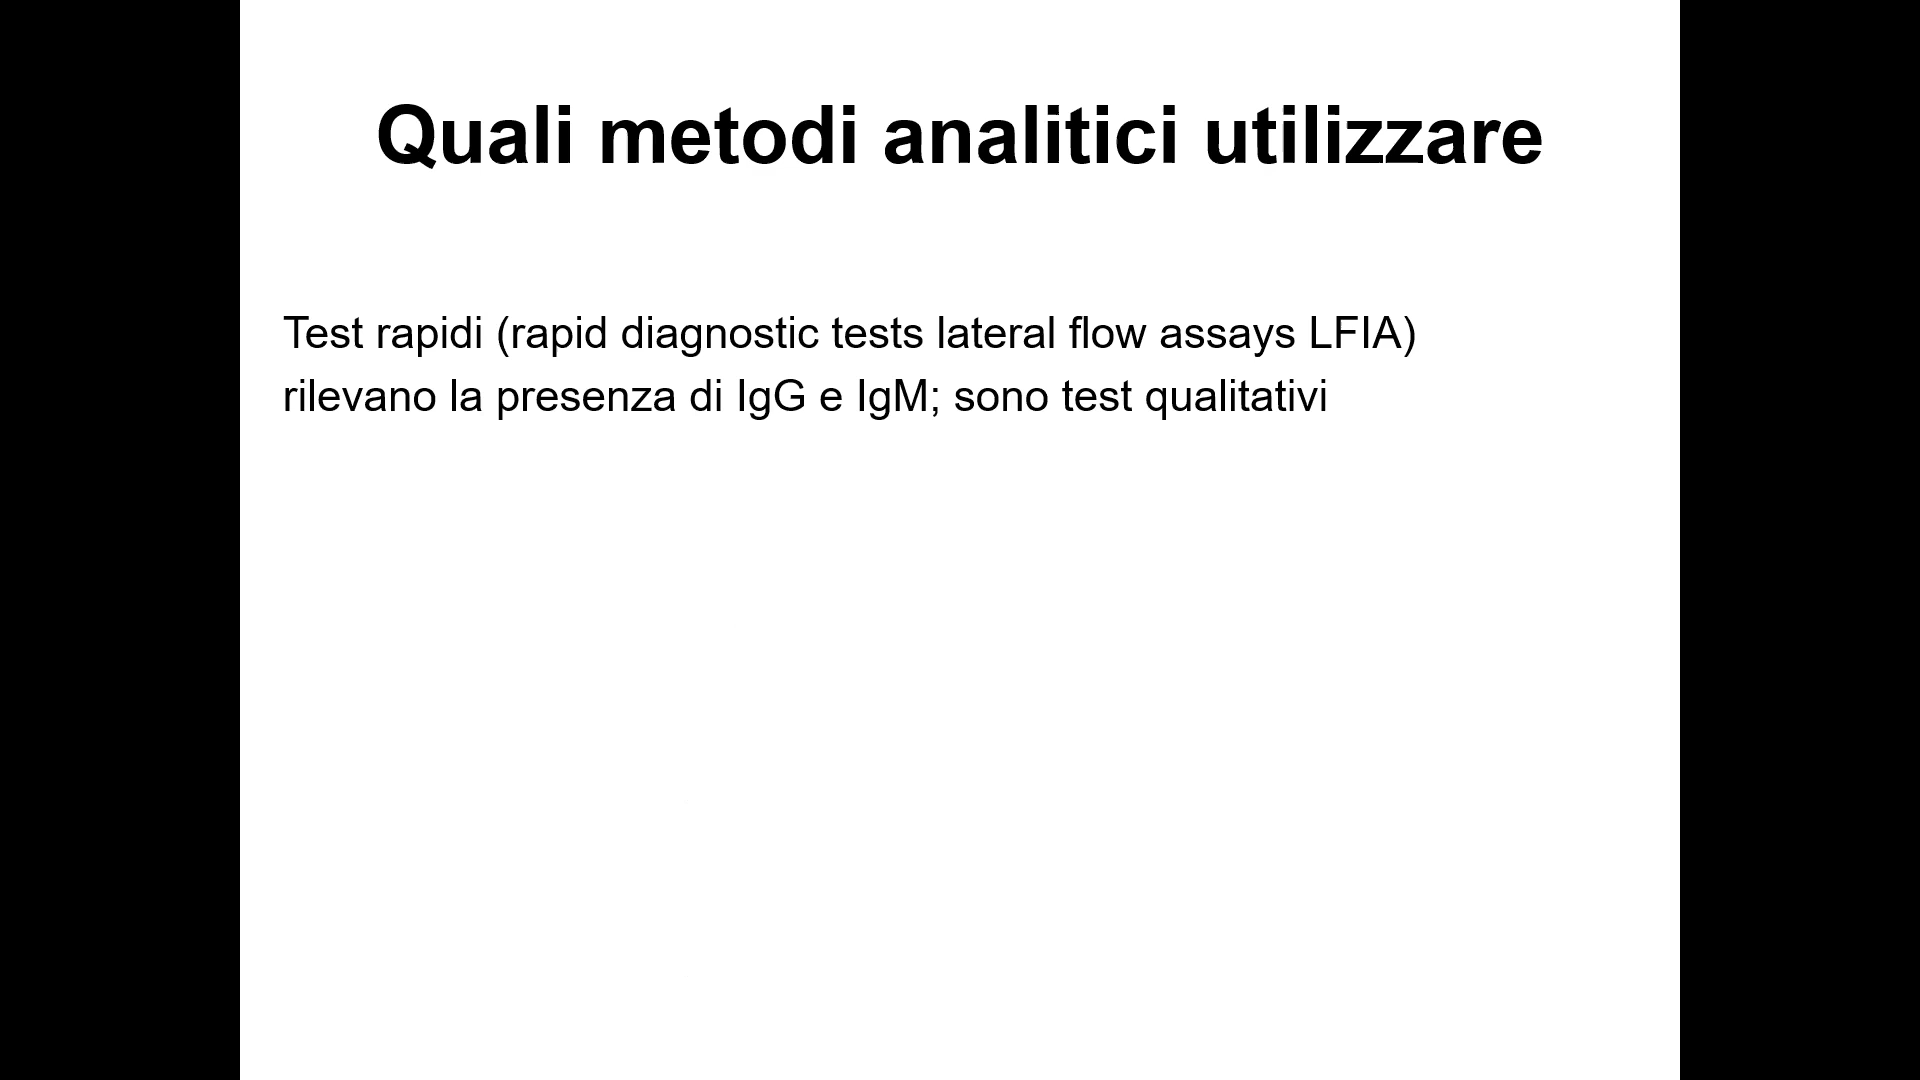 Quali metodi analitici utilizzare
Test rapidi (rapid diagnostic tests lateral flow assays LFIA)
rilevano la presenza di IgG e IgM; sono test qualitativi